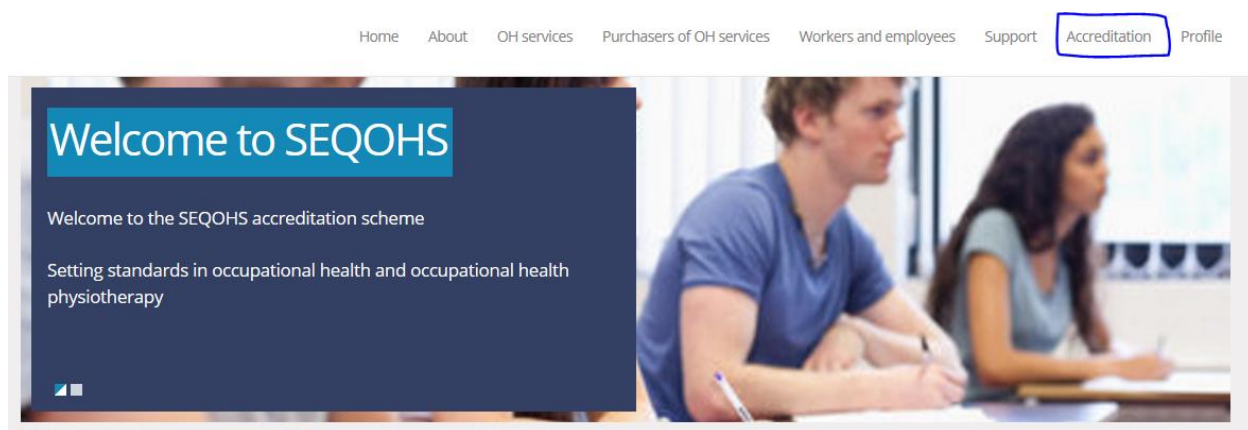 Home About OH services Purchasers of OH services Workers and employees Support Accreditation Profile
Welcome to SEQOHS
Welcome to the SEQOHS accreditation scheme
Setting standards in occupational health and occupational health
physiotherapy